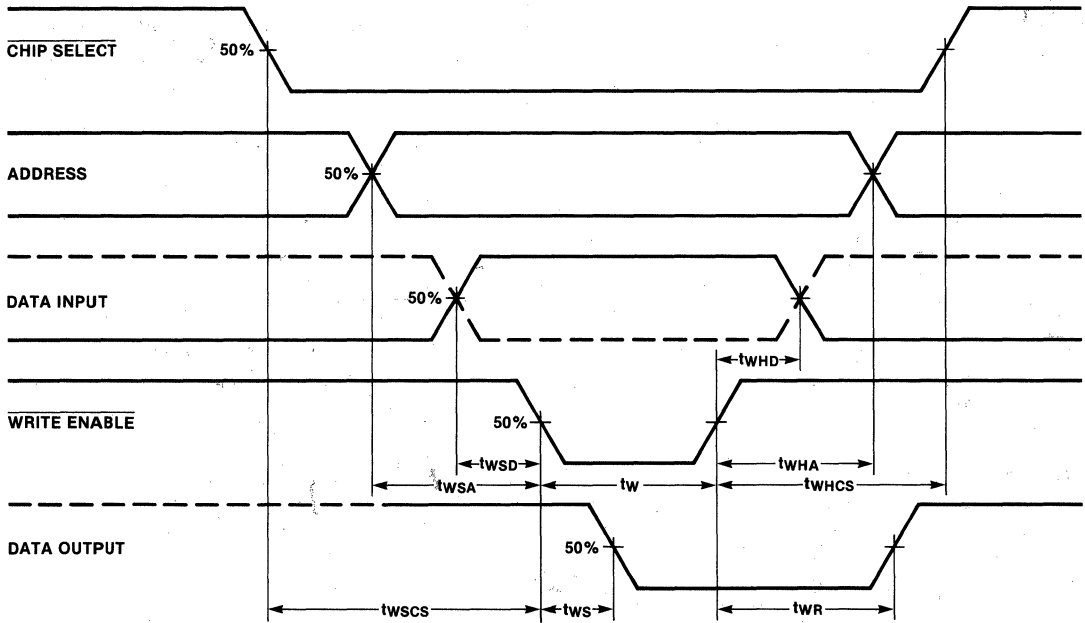 CHIP SELECT
50%
ADDRESS
50%
DATA INPUT
50%
tWHD
WRITE ENABLE
50%
tWSD
tWHA
tWSA
tW
tWHCS
DATA OUTPUT
50%
tWSCS
tWS
tWR